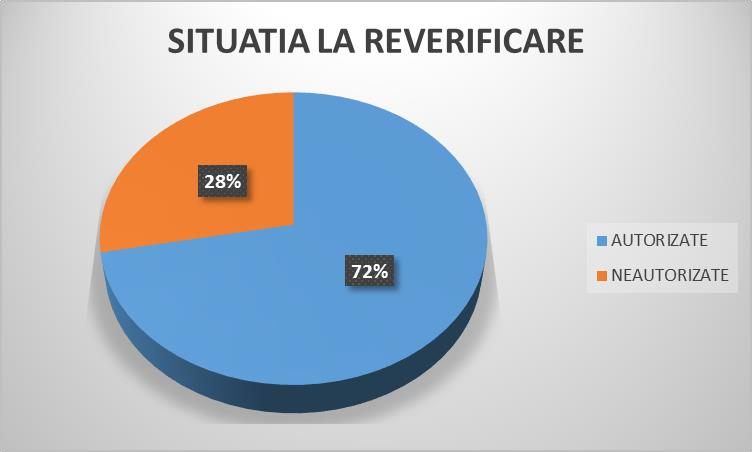 SITUATIA LA REVERIFICARE
28%
72%
AUTORIZATE
NEAUTORIZATE